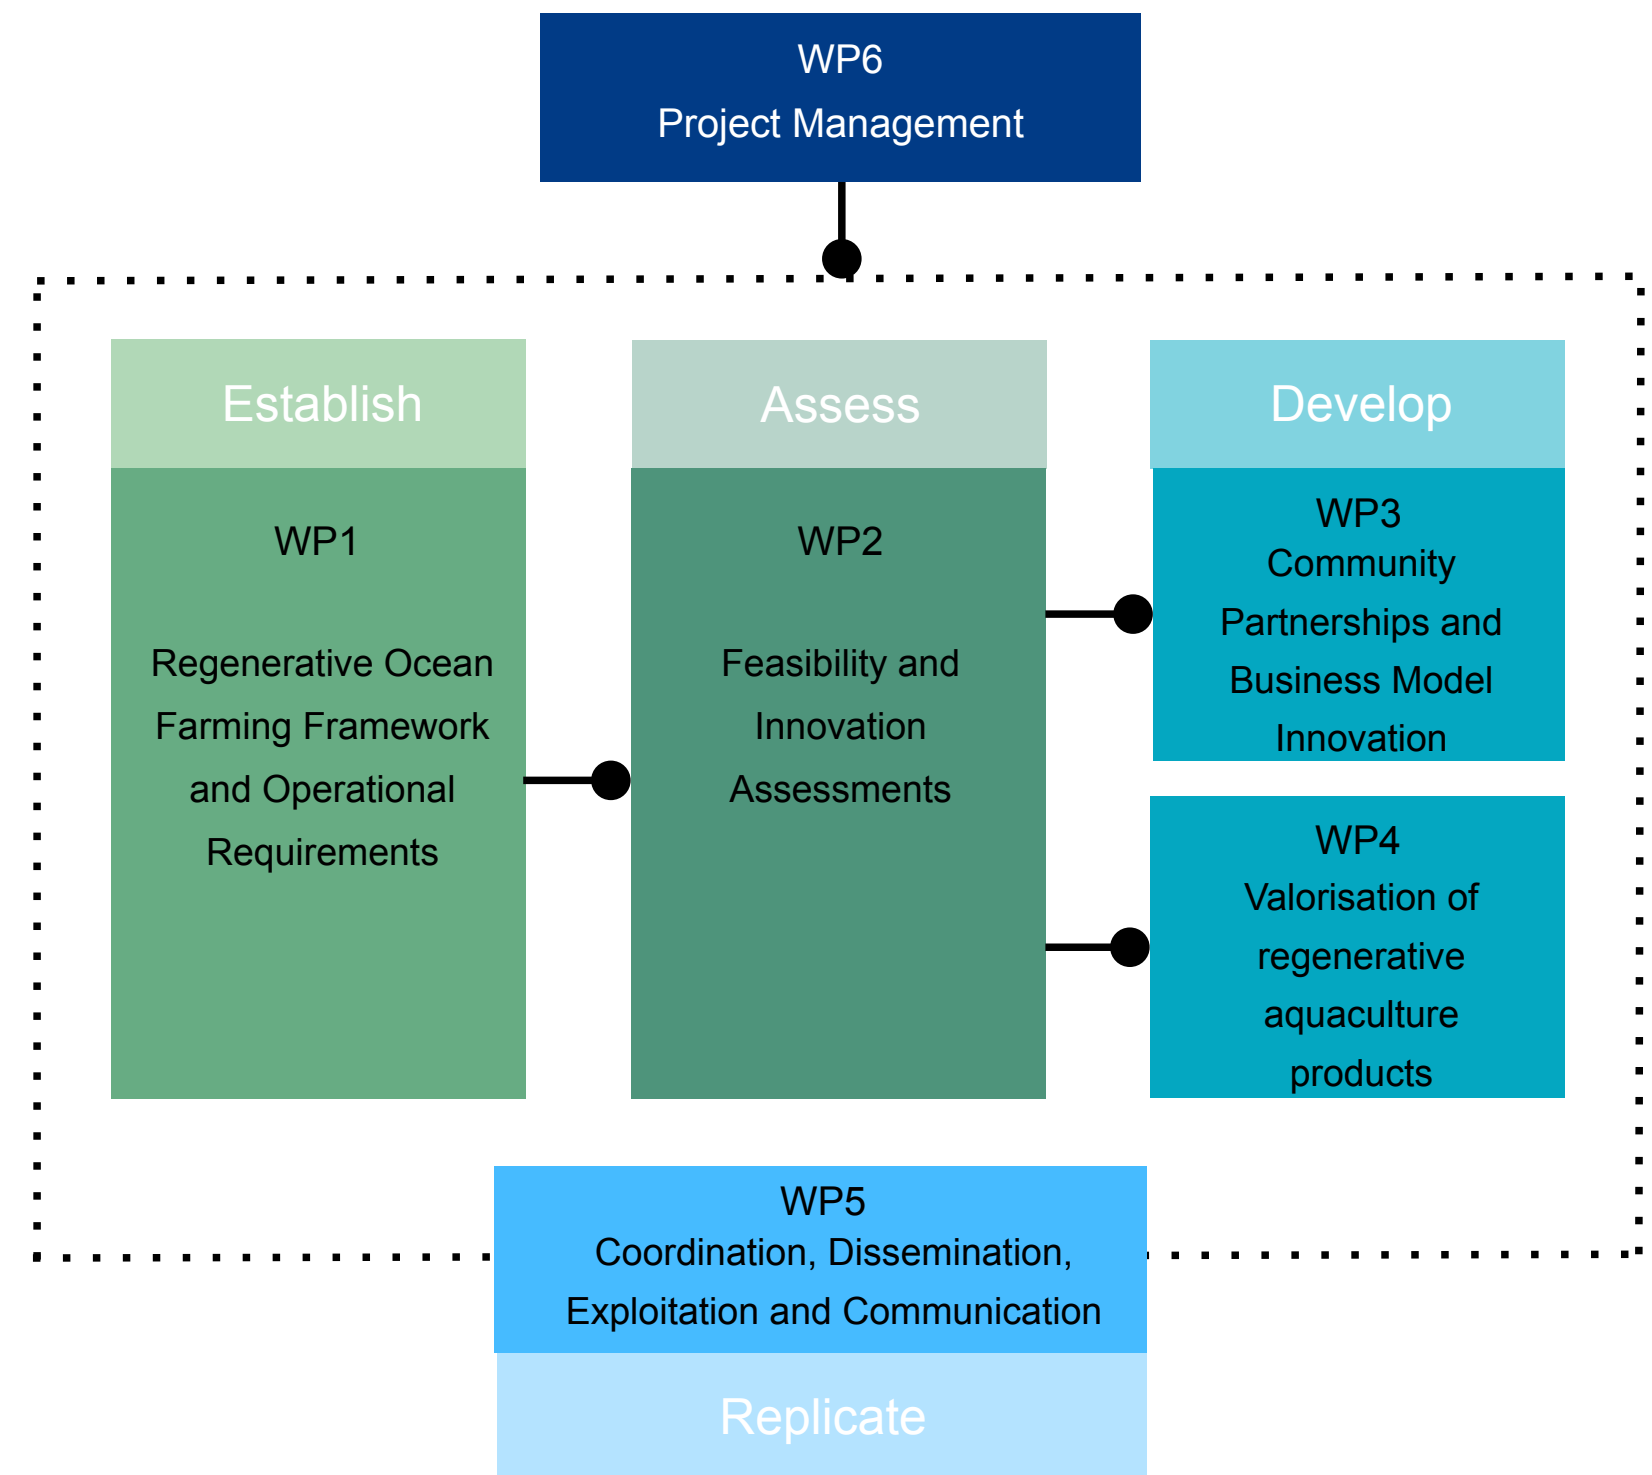 WP6
Project Management
Establish
WP1
Regenerative Ocean
Farming Framework
and Operational
Requirements
Assess
WP2
Feasibility and
Innovation
Assessments
Develop
WP3
Community
Partnerships and
Business Model
Innovation
WP4
Valorisation of
regenerative
aquaculture
products
WP5
Coordination, Dissemination,
Exploitation and Communication
Replicate